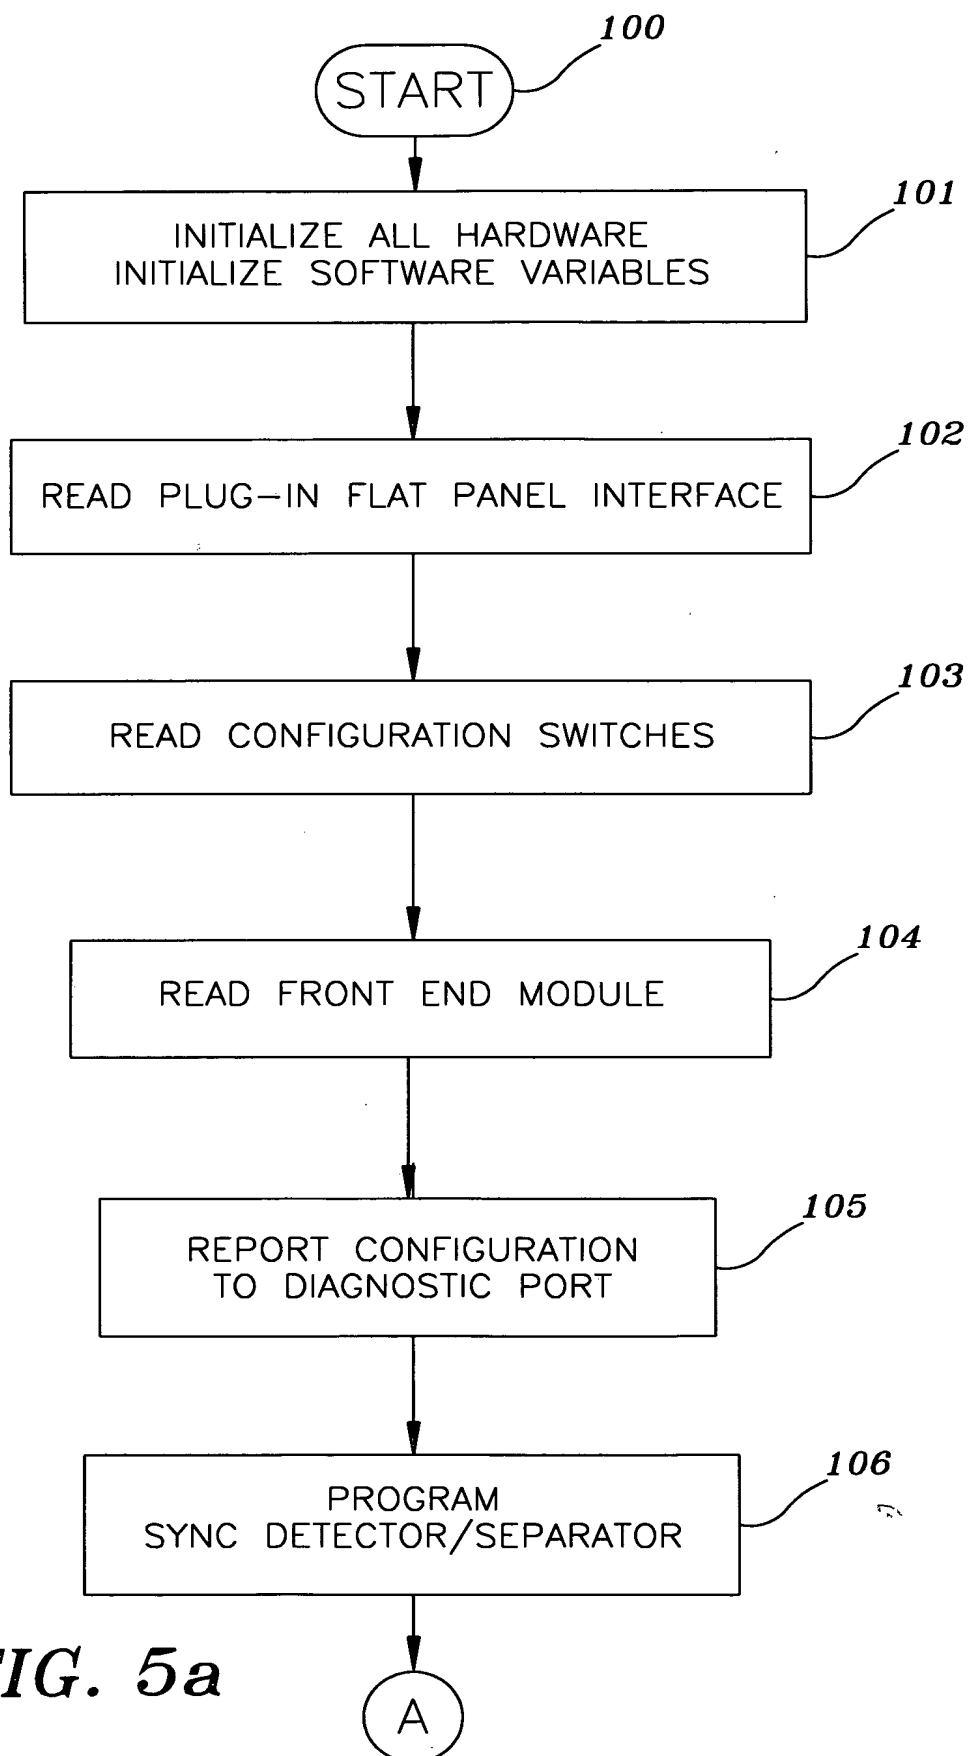 100
START
101
INITIALIZE ALL HARDWARE
INITIALIZE SOFTWARE VARIABLES
102
READ PLUG-IN FLAT PANEL INTERFACE
103
READ CONFIGURATION SWITCHES
104
READ FRONT END MODULE
105
REPORT CONFIGURATION
TO DIAGNOSTIC PORT
106
PROGRAM
SYNC DETECTOR/SEPARATOR
FIG. 5a
A